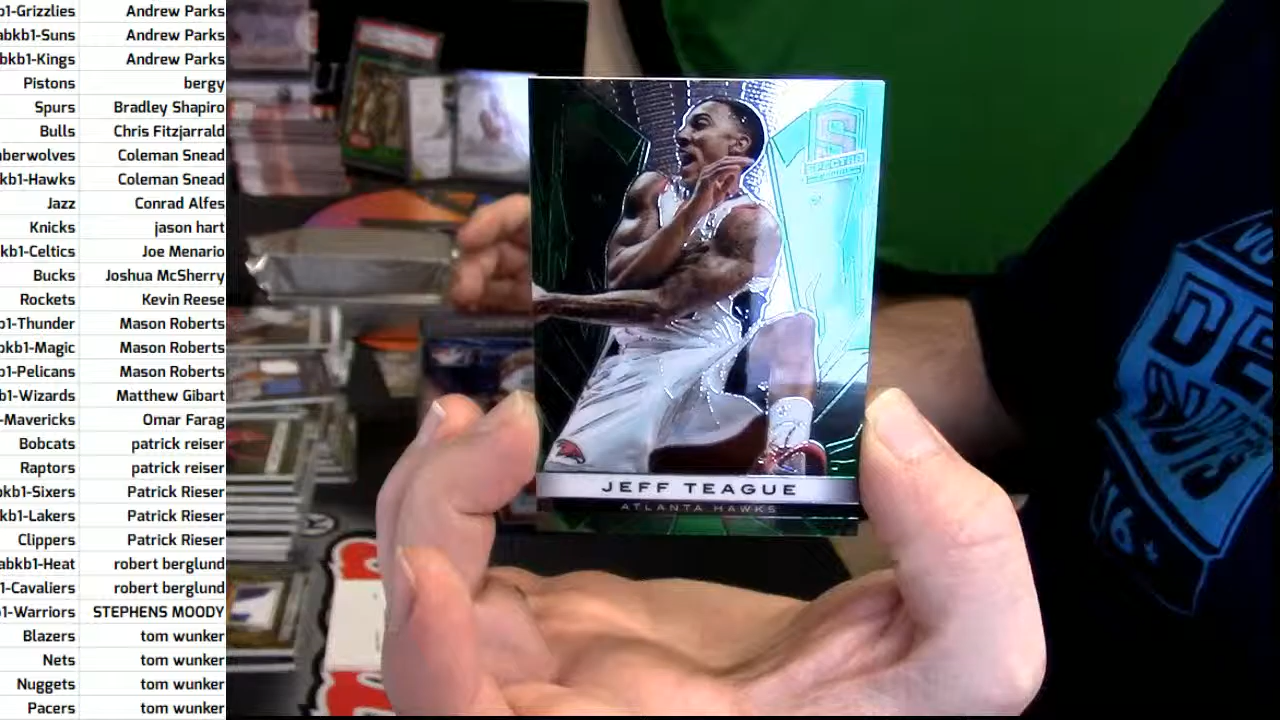 b1-Grizzlies Andrew Parks
abkb1-Suns Andrew Parks
bkb1-Kings Andrew Parks
Pistons bergy
Spurs Bradley Shapiro
Bulls Chris Fitzjarrald
nberwolves Coleman Snead
kb1-Hawks Coleman Snead
Jazz Conrad Alfes
Knicks jason hart
kb1-Celtics Joe Menario
Bucks Joshua McSherry
Rockets Kevin Reese
b1-Thunder Mason Roberts
bkb1-Magic Mason Roberts
b1-Pelicans Mason Roberts
b1-Wizards Matthew Gibart
-Mavericks Omar Farag
Bobcats patrick reiser
Raptors patrick reiser
bkb1-Sixers Patrick Rieser
pkb1-Lakers Patrick Rieser
Clippers Patrick Rieser
abkb1-Heat robert berglund
1-Cavaliers robert berglund
b1-Warriors STEPHENS MOODY
Blazers tom wunker
Nets tom wunker
Nuggets tom wunker
Pacers tom wunker
S
SPECTRA
JEFF TEAGUE
ATLANTA HAWKS
DE